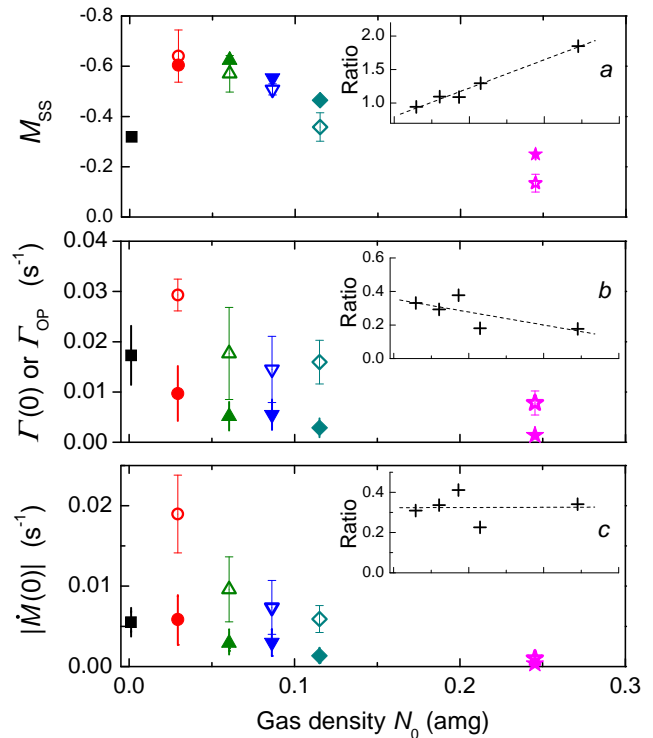 -0.8
-0.6
-0.4
-0.2
0.0
M_SS
2.0
1.0
Ratio
a
0.04
0.03
0.02
0.01
0.00
Γ(0) or Γ_OP (s⁻¹)
0.6
0.4
0.2
0.0
Ratio
b
0.02
0.01
0.00
|Ṁ(0)| (s⁻¹)
0.4
0.2
0.0
Ratio
c
0.0 0.1 0.2 0.3
Gas density N₀ (amg)